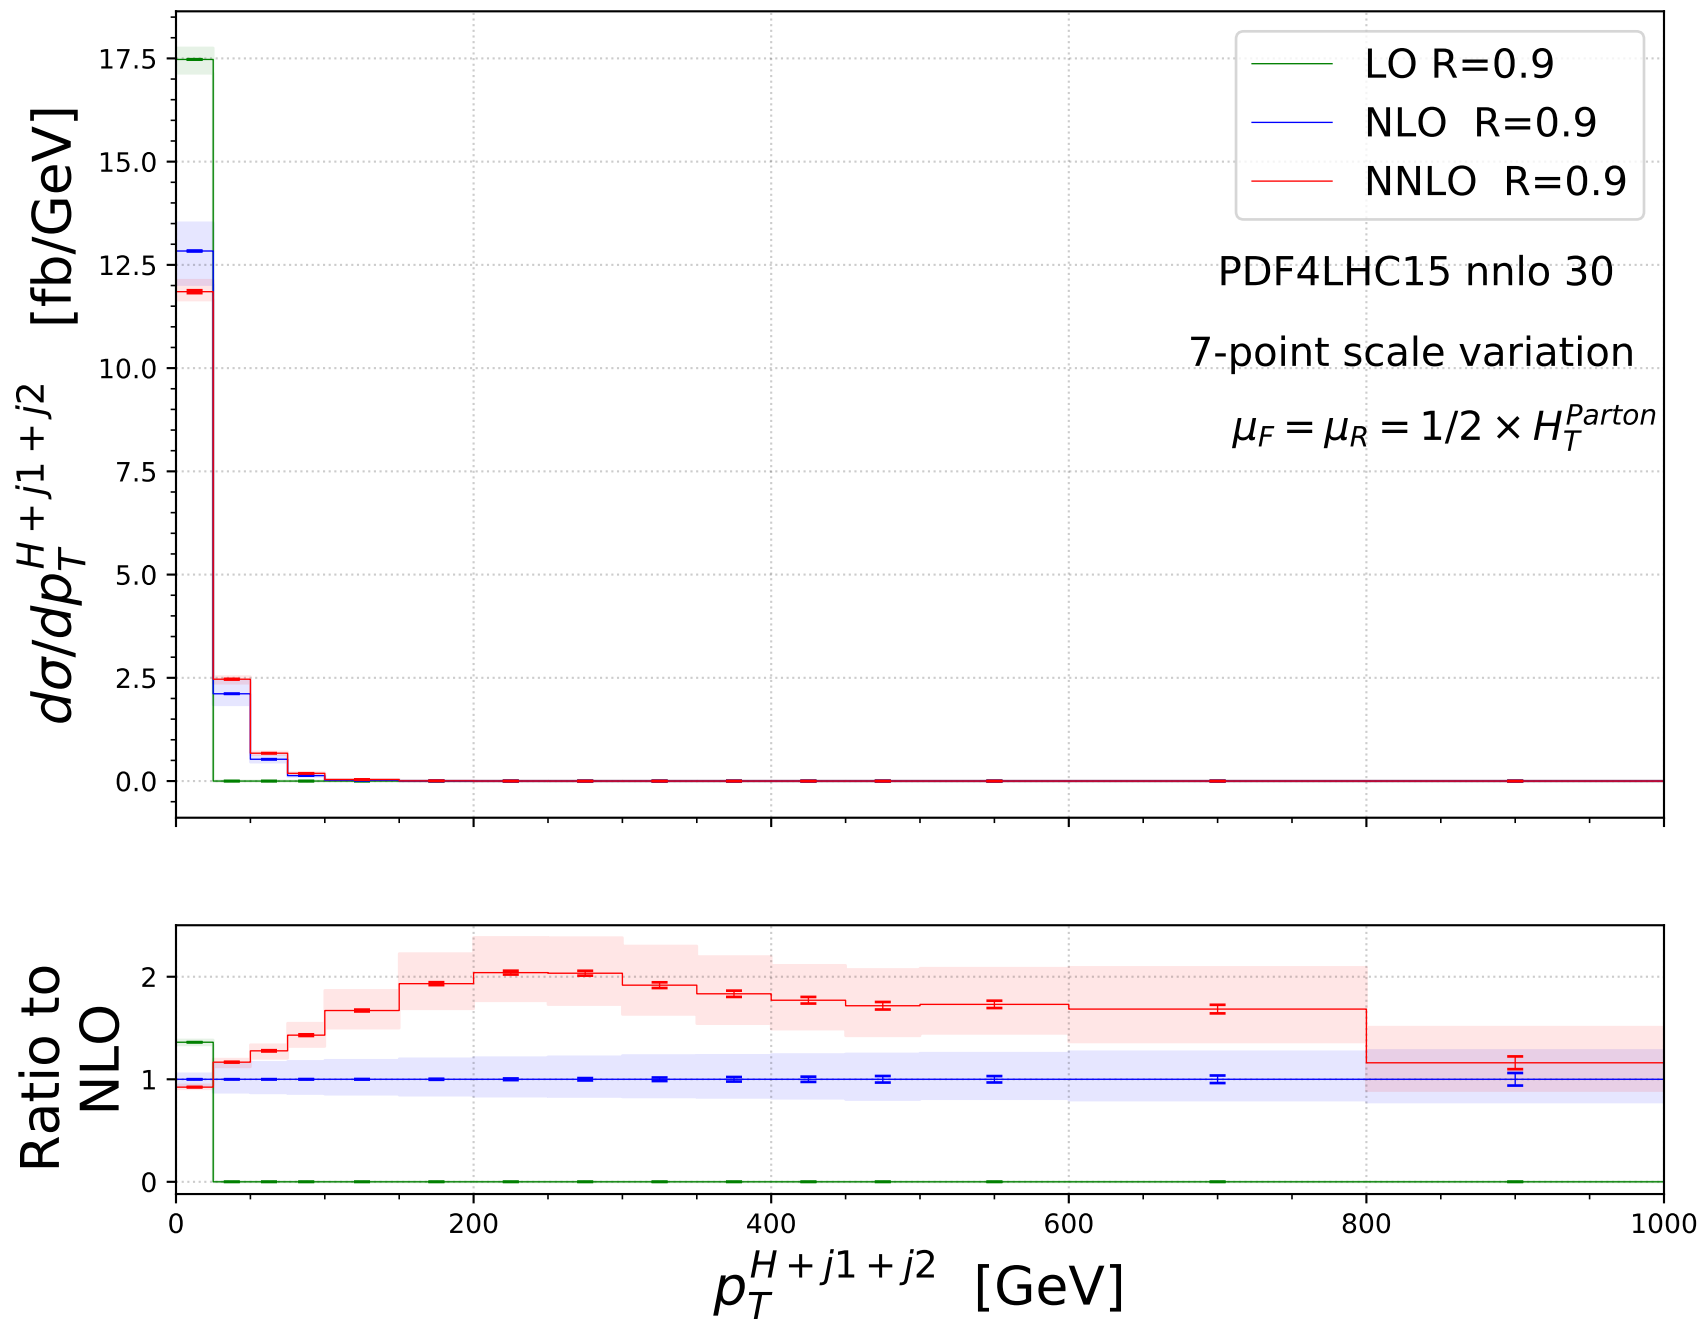 17.5
15.0
12.5
10.0
7.5
5.0
2.5
0.0
dσ/dp_T^{H+j1+j2} [fb/GeV]
LO R=0.9
NLO R=0.9
NNLO R=0.9
PDF4LHC15 nnlo 30
7-point scale variation
μ_F = μ_R = 1/2 × H_T^{Parton}
2
1
0
Ratio to
NLO
0 200 400 600 800 1000
p_T^{H+j1+j2} [GeV]